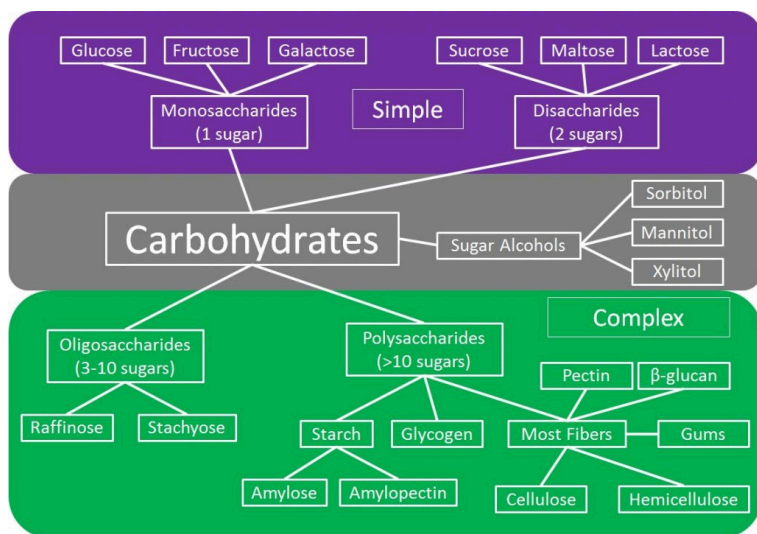 Glucose
Fructose
Galactose
Sucrose
Maltose
Lactose
Monosaccharides
(1 sugar)
Simple
Disaccharides
(2 sugars)
Carbohydrates
Sugar Alcohols
Sorbitol
Mannitol
Xylitol
Complex
Oligosaccharides
(3-10 sugars)
Polysaccharides
(>10 sugars)
Raffinose
Stachyose
Starch
Glycogen
Most Fibers
Pectin
β-glucan
Gums
Amylose
Amylopectin
Cellulose
Hemicellulose